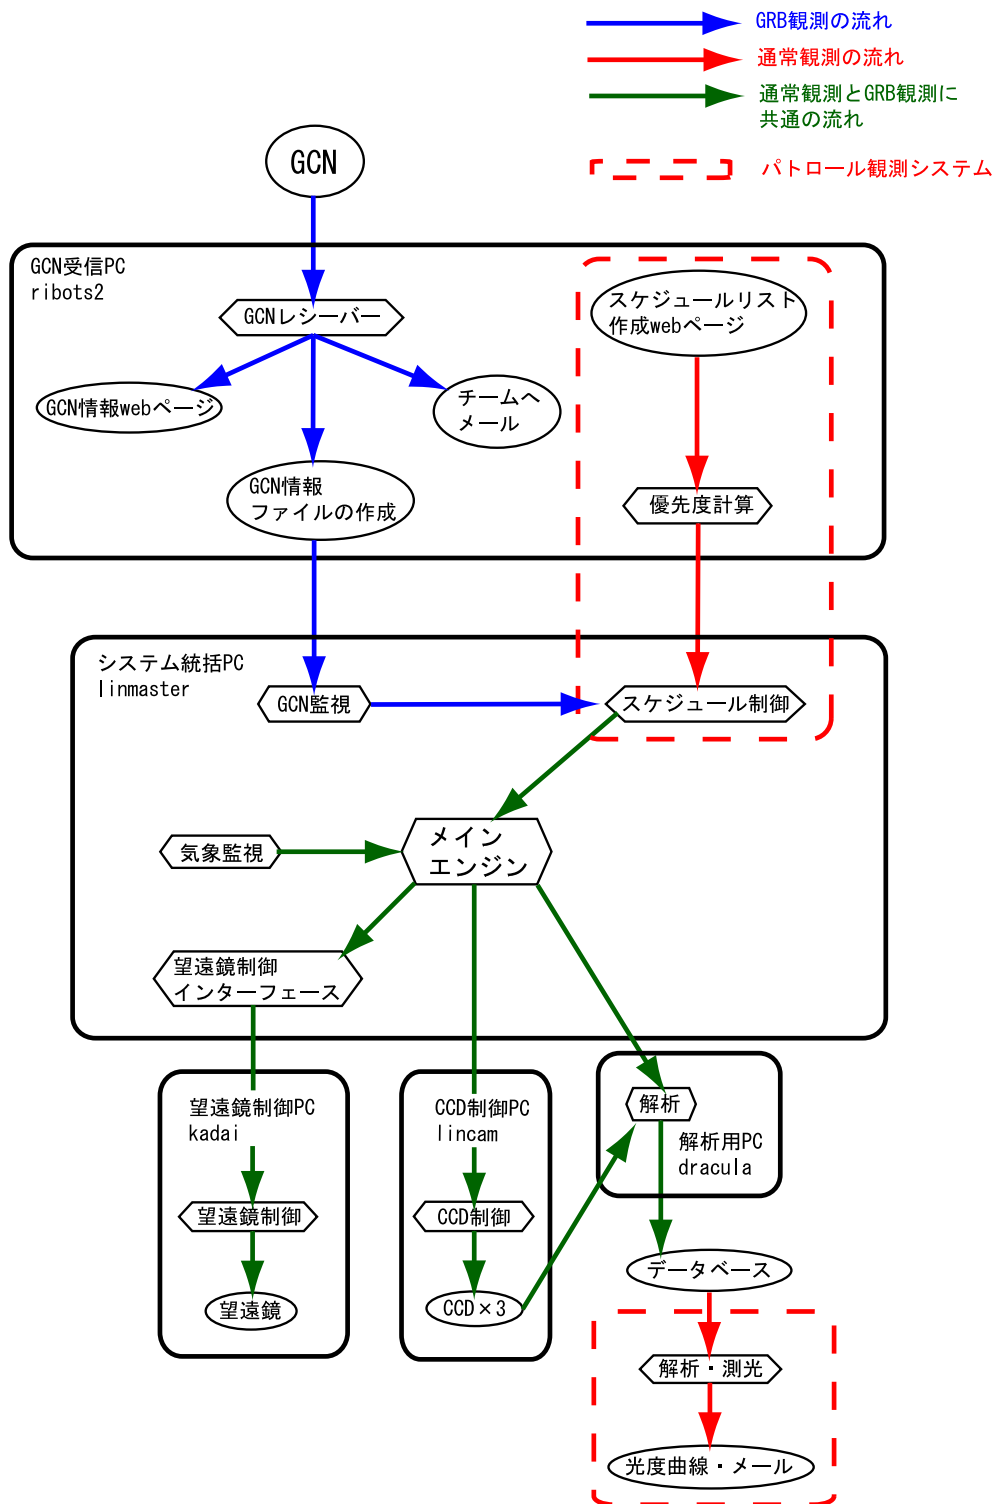 GRB観測の流れ
通常観測の流れ
通常観測とGRB観測に
共通の流れ
パトロール観測システム
GCN
GCN受信PC
ribots2
GCNレシーバー
スケジュールリスト
作成webページ
GCN情報webページ
チームへ
メール
GCN情報
ファイルの作成
優先度計算
システム統括PC
linmaster
GCN監視
スケジュール制御
メイン
エンジン
気象監視
望遠鏡制御
インターフェース
望遠鏡制御PC
kadai
望遠鏡制御
望遠鏡
CCD制御PC
lincam
CCD制御
CCD×3
解析
解析用PC
dracula
データベース
解析・測光
光度曲線・メール